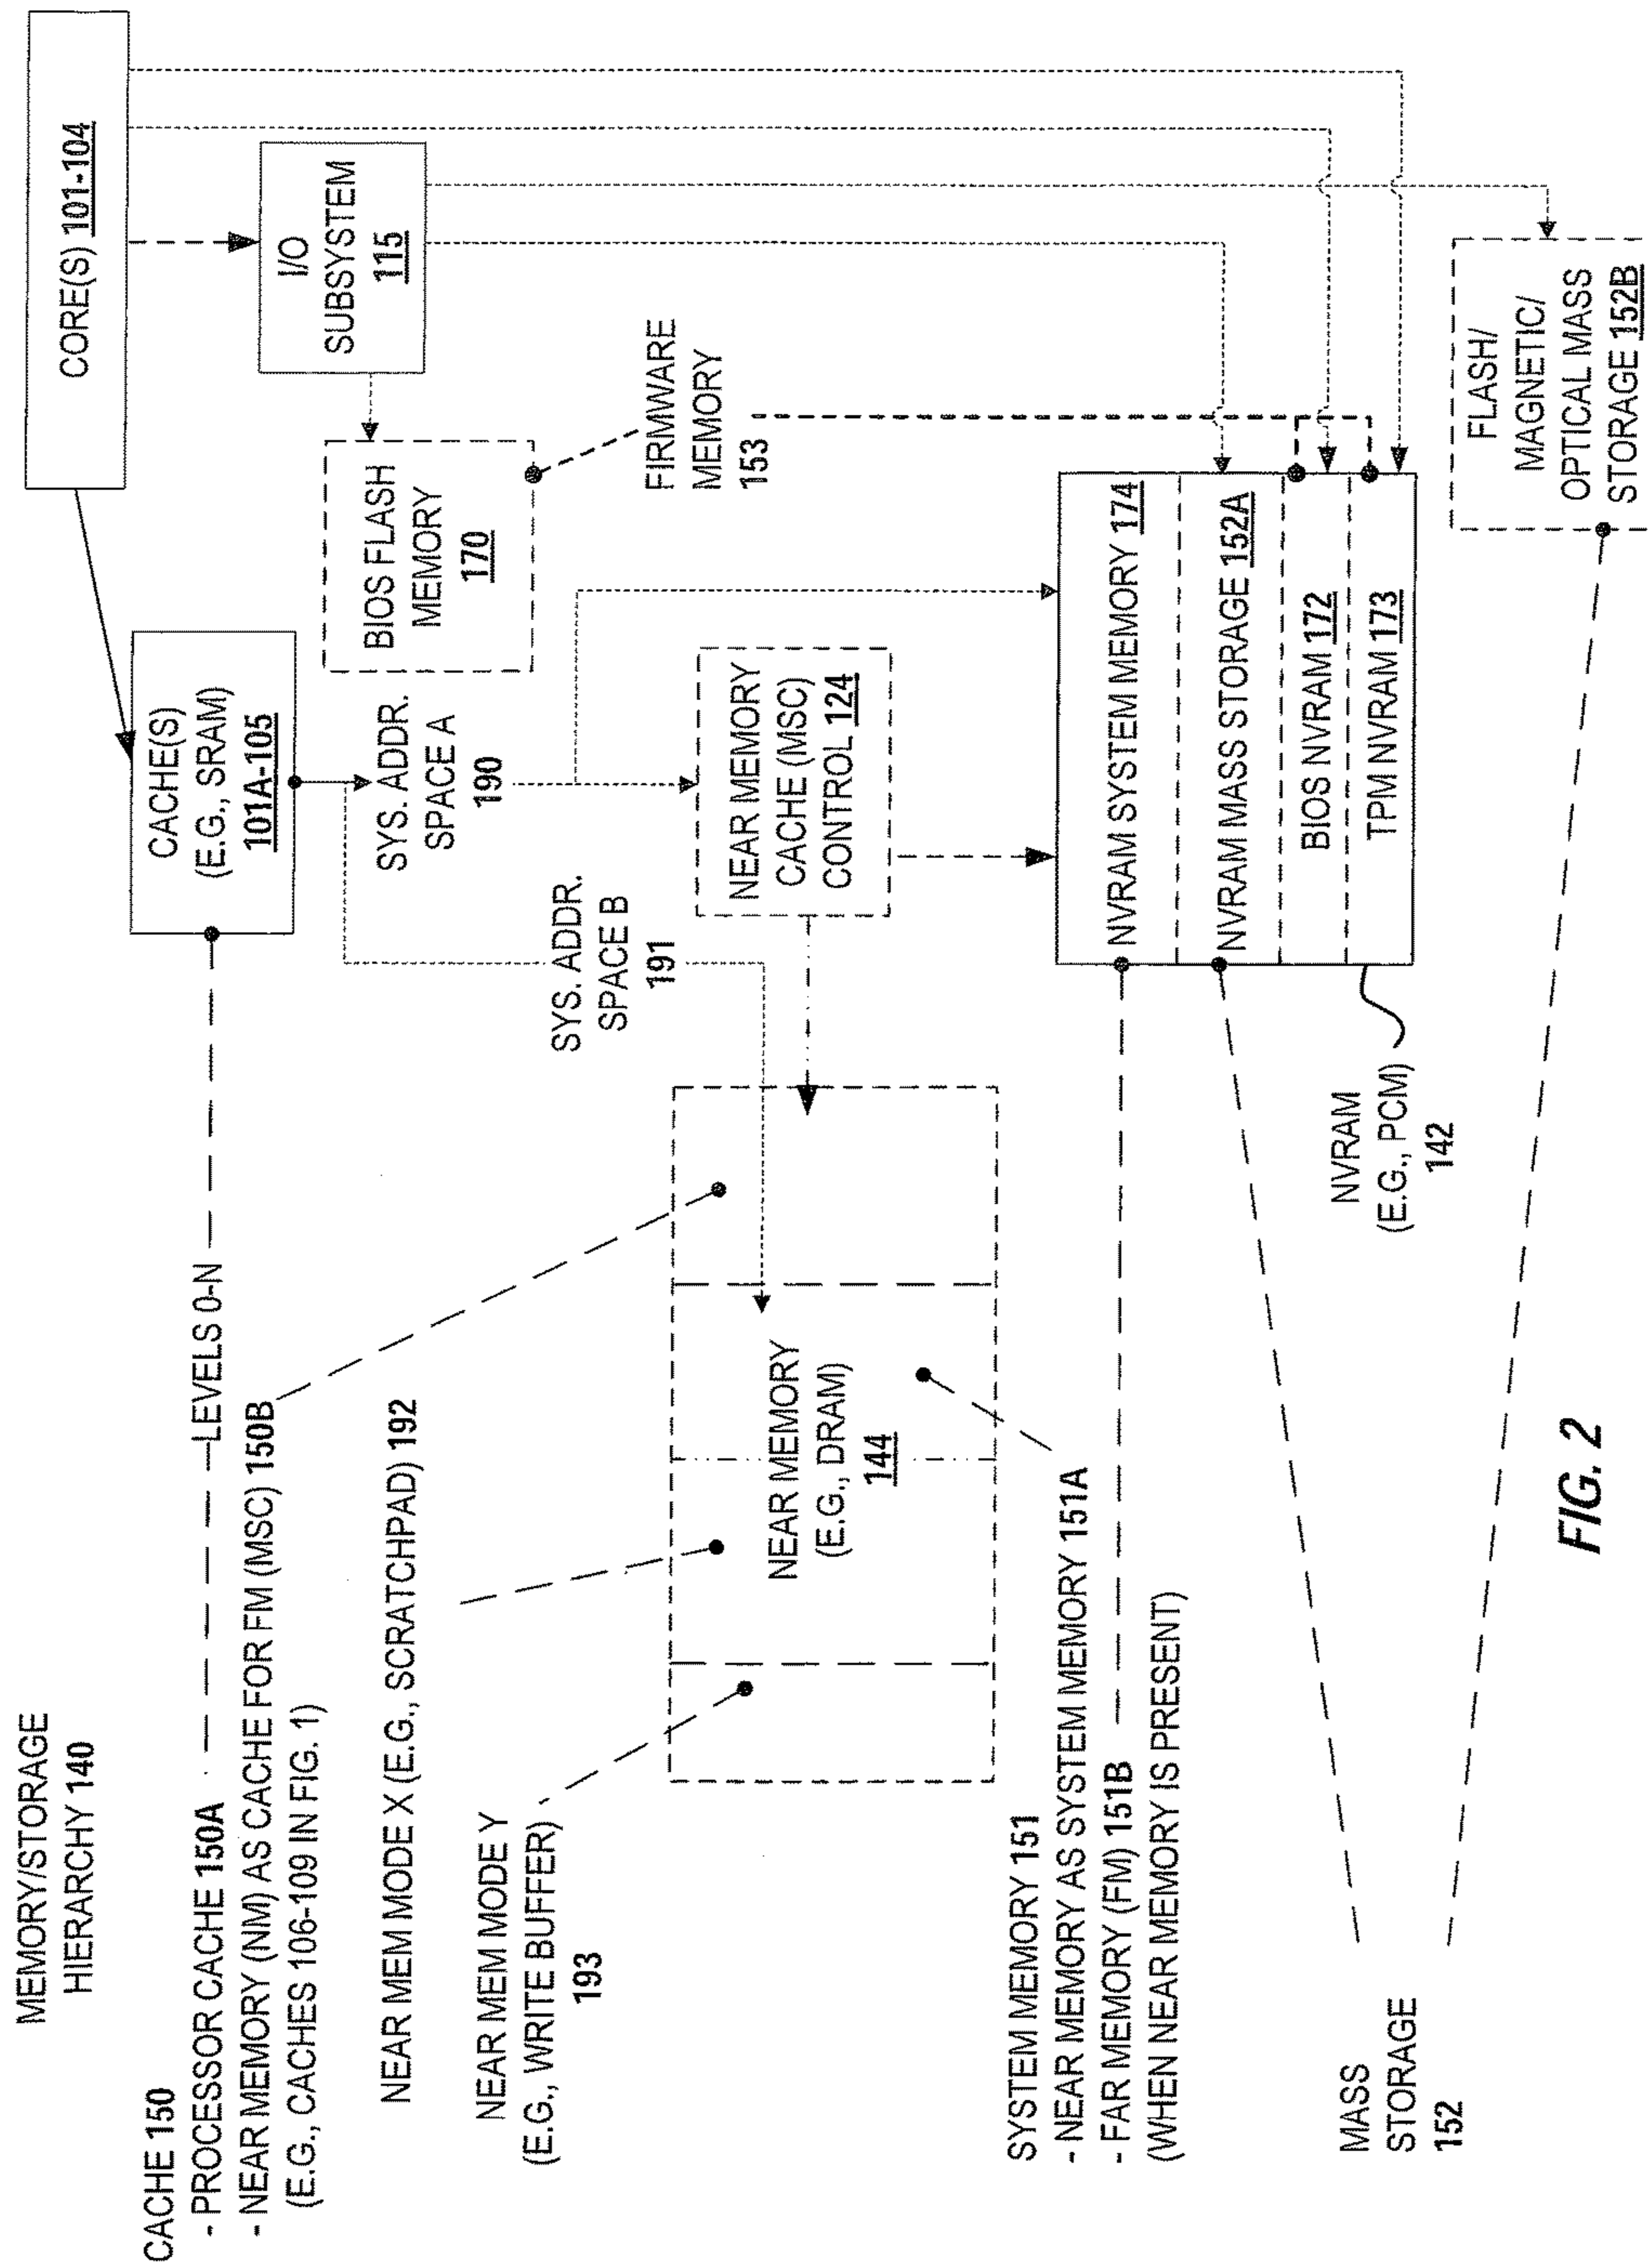 MEMORY/STORAGE
HIERARCHY 140
CORE(S) 101-104
CACHE 150
- PROCESSOR CACHE 150A
LEVELS 0-N
- NEAR MEMORY (NM) AS CACHE FOR FM (MSC) 150B
(E.G., CACHES 106-109 IN FIG. 1)
CACHE(S)
(E.G., SRAM)
101A-105
I/O
SUBSYSTEM
115
BIOS FLASH
MEMORY
170
NEAR MEM MODE X (E.G., SCRATCHPAD) 192
SYS. ADDR.
SPACE A
190
NEAR MEM MODE Y
(E.G., WRITE BUFFER)
193
SYS. ADDR.
SPACE B
191
FIRMWARE
MEMORY
153
NEAR MEMORY
(E.G., DRAM)
144
NEAR MEMORY
CACHE (MSC)
CONTROL 124
SYSTEM MEMORY 151
- NEAR MEMORY AS SYSTEM MEMORY 151A
- FAR MEMORY (FM) 151B
(WHEN NEAR MEMORY IS PRESENT)
NVRAM SYSTEM MEMORY 174
NVRAM MASS STORAGE 152A
BIOS NVRAM 172
TPM NVRAM 173
NVRAM
(E.G., PCM)
142
MASS
STORAGE
152
FLASH/
MAGNETIC/
OPTICAL MASS
STORAGE 152B
FIG. 2